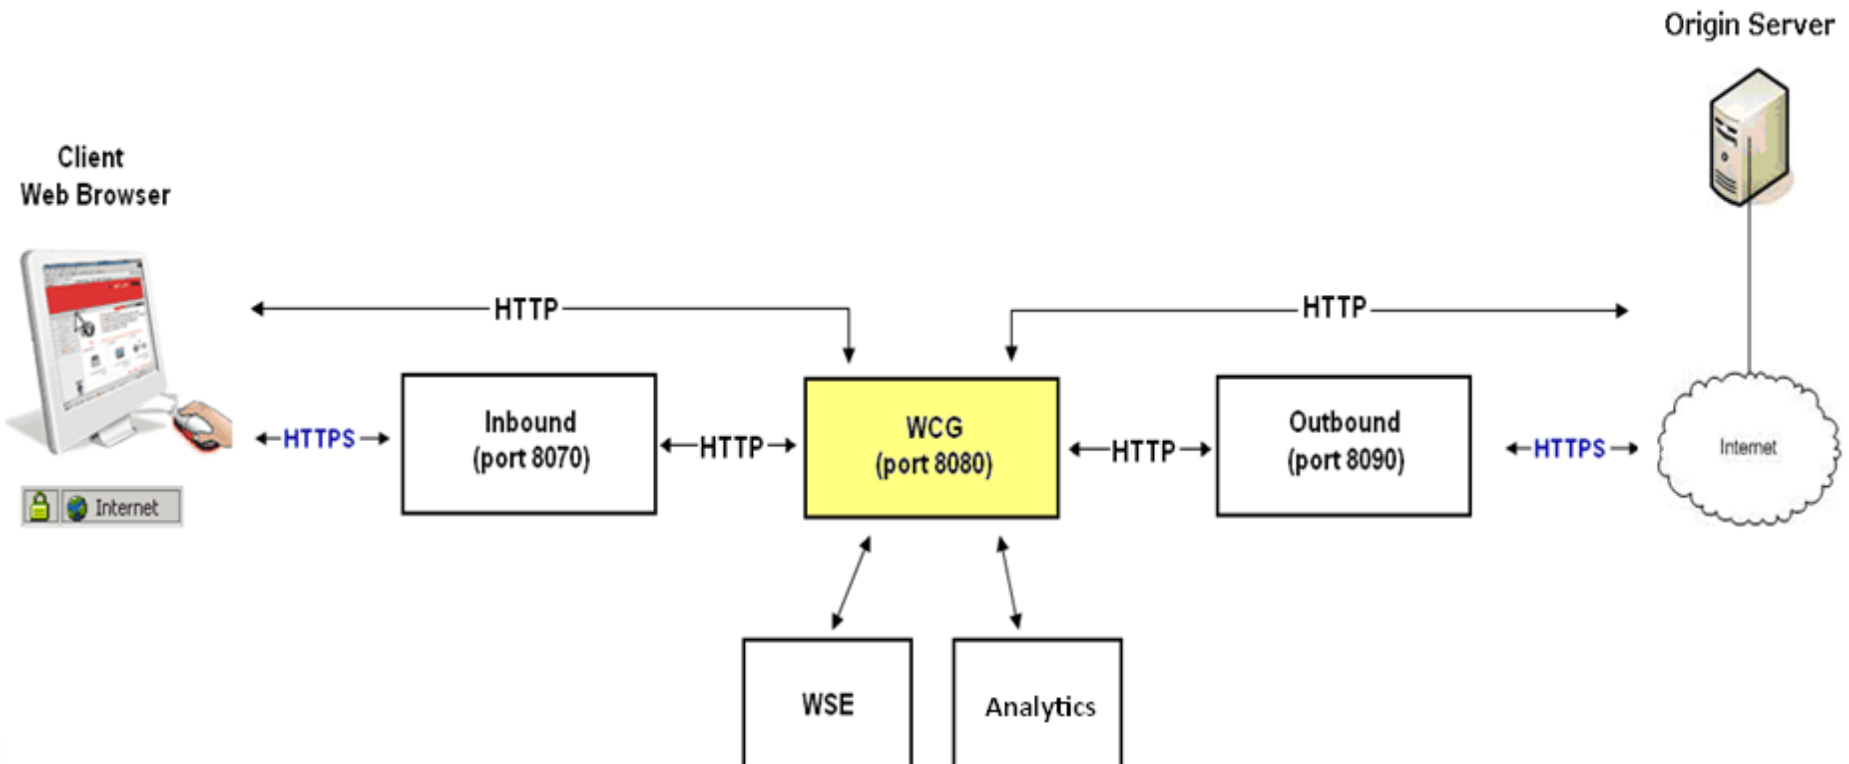 Origin Server
Client
Web Browser
HTTP
HTTP
Inbound
(port 8070)
WCG
(port 8080)
Outbound
(port 8090)
HTTPS
HTTP
HTTP
HTTPS
Internet
Internet
WSE
Analytics